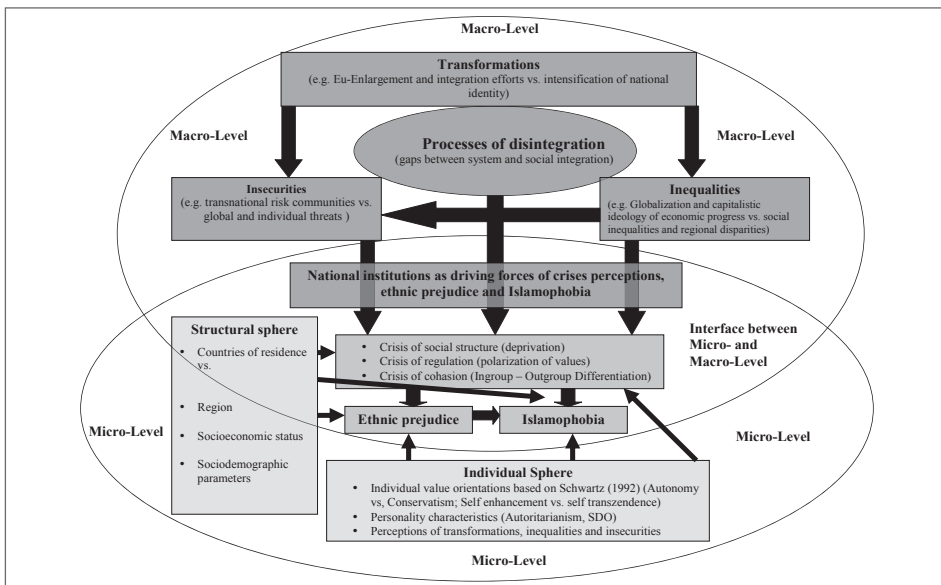 Macro-Level
Transformations
(e.g. Eu-Enlargement and integration efforts vs. intensification of national
identity)
Macro-Level
Macro-Level
Processes of disintegration
(gaps between system and social integration)
Insecurities
(e.g. transnational risk communities vs.
global and individual threats )
Inequalities
(e.g. Globalization and capitalistic
ideology of economic progress vs. social
inequalities and regional disparities)
National institutions as driving forces of crises perceptions,
ethnic prejudice and Islamophobia
Structural sphere
• Countries of residence
vs.
• Region
• Socioeconomic status
• Sociodemographic
parameters
Interface between
Micro- and
Macro-Level
• Crisis of social structure (deprivation)
• Crisis of regulation (polarization of values)
• Crisis of cohasion (Ingroup – Outgroup Differentiation)
Ethnic prejudice
Islamophobia
Micro-Level
Micro-Level
Individual Sphere
• Individual value orientations based on Schwartz (1992) (Autonomy
vs, Conservatism; Self enhancement vs. self transzendence)
• Personality characteristics (Autoritarianism, SDO)
• Perceptions of transformations, inequalities and insecurities
Micro-Level